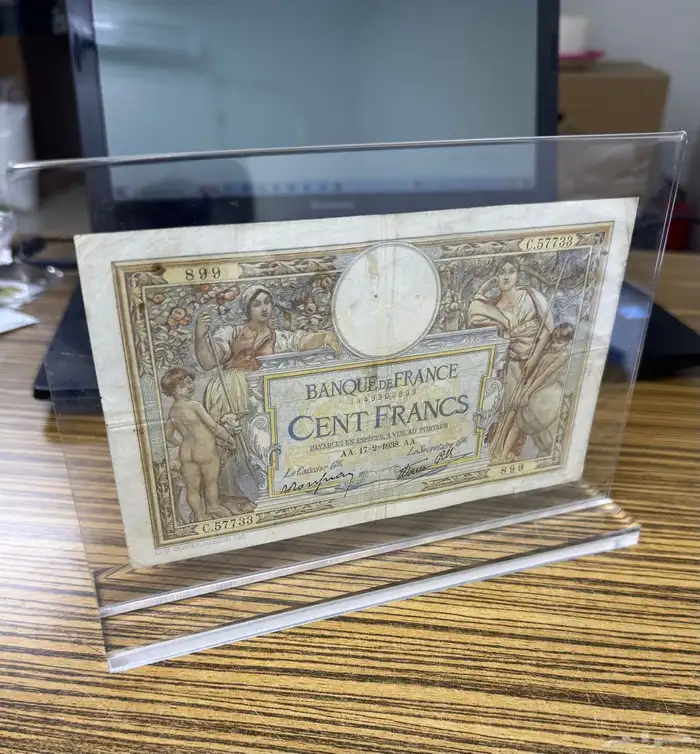 899
C.57733
BANQUE DE FRANCE
1443302899
CENT FRANCS
PAYABLES EN ESPÈCES, A VUE, AU PORTEUR
AA. 17-2-1938. AA
Le Caissier Gal.
Le Secrétaire Gal.
899
C.57733